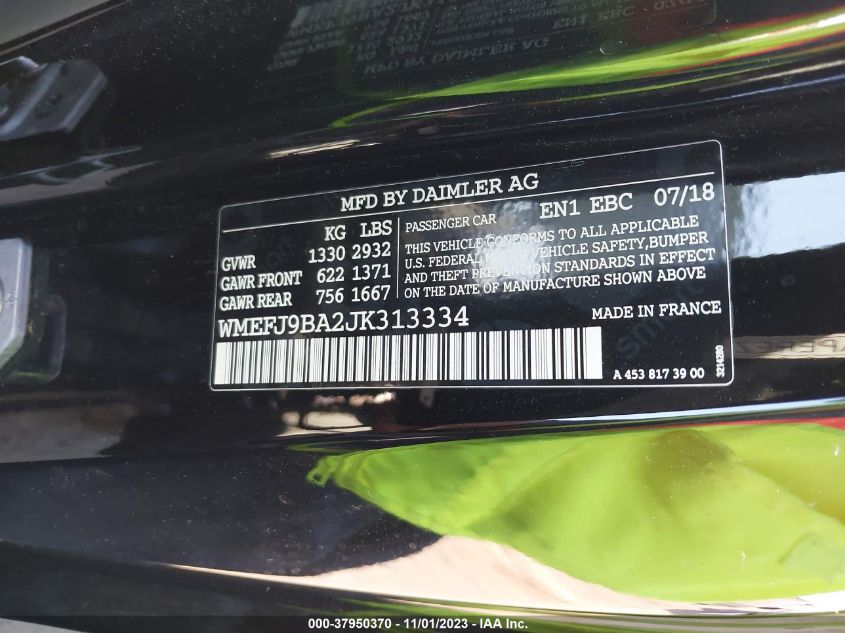 MFD BY DAIMLER AG
EN1 EBC 07/18
KG LBS
GVWR 1330 2932
GAWR FRONT 622 1371
GAWR REAR 756 1667
PASSENGER CAR
THIS VEHICLE CONFORMS TO ALL APPLICABLE
U.S. FEDERAL MOTOR VEHICLE SAFETY, BUMPER
AND THEFT PREVENTION STANDARDS IN EFFECT
ON THE DATE OF MANUFACTURE SHOWN ABOVE
WMEFJ9BA2JK313334
MADE IN FRANCE
A 453 817 39 00
000-37950370 - 11/01/2023 - IAA Inc.